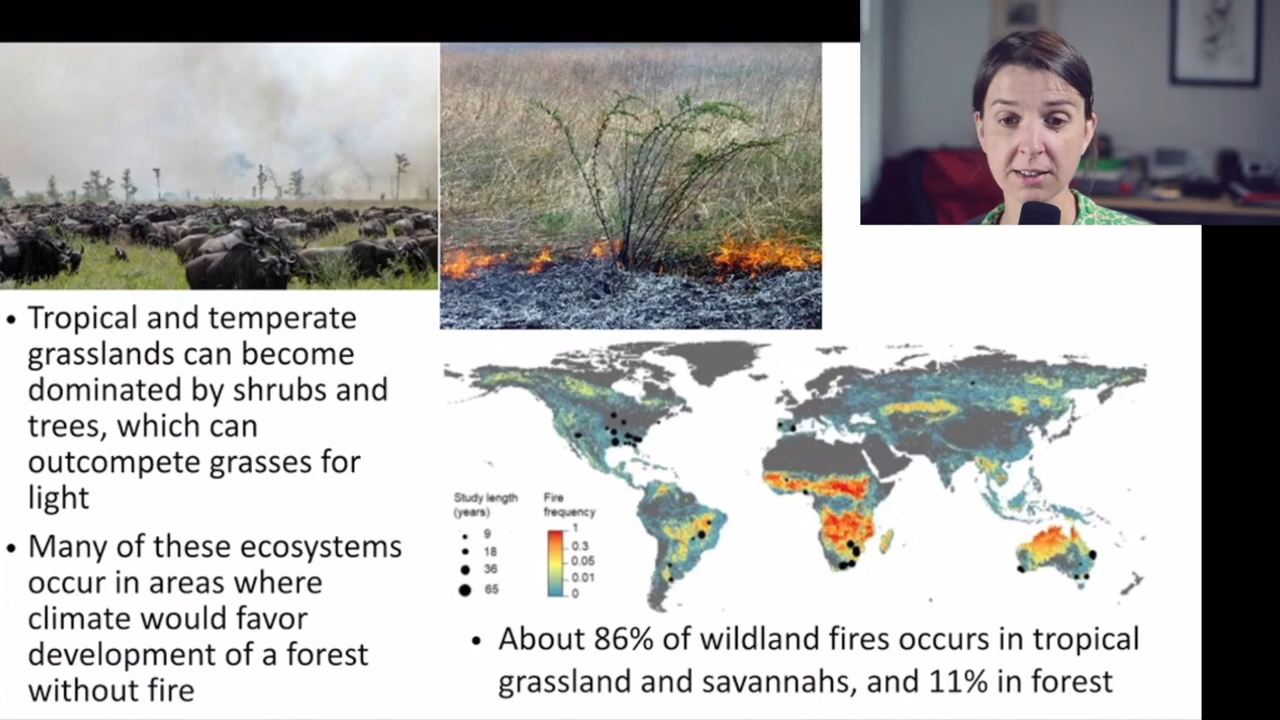 • Tropical and temperate
grasslands can become
dominated by shrubs and
trees, which can
outcompete grasses for
light
• Many of these ecosystems
occur in areas where
climate would favor
development of a forest
without fire
Study length
(years)
9
18
36
65
Fire
frequency
1
0.3
0.05
0.01
0
• About 86% of wildland fires occurs in tropical
grassland and savannahs, and 11% in forest